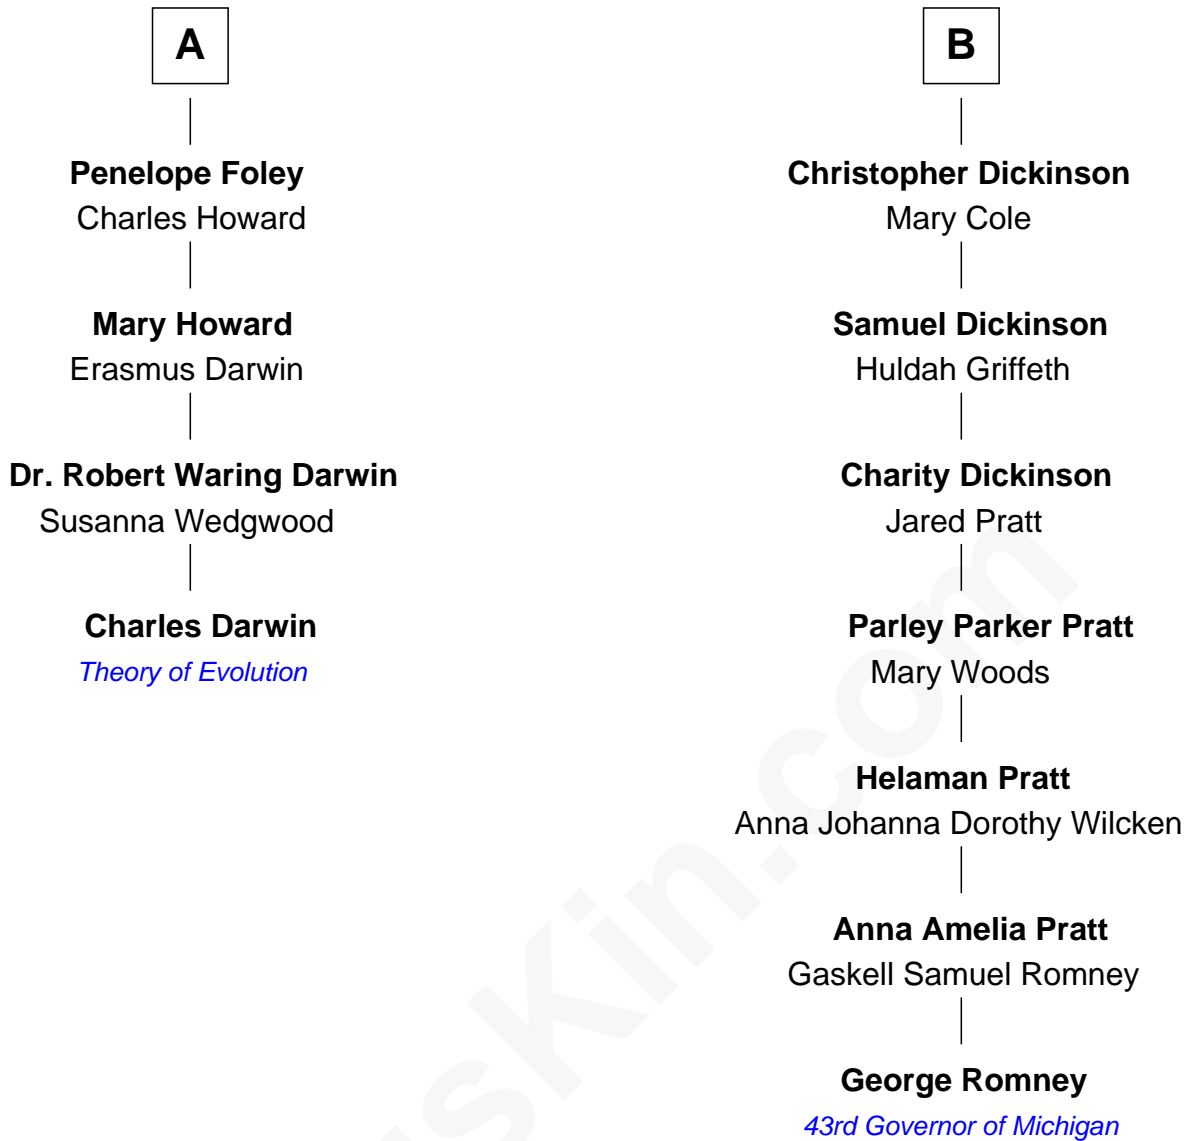 A
Penelope Foley
Charles Howard
Mary Howard
Erasmus Darwin
Dr. Robert Waring Darwin
Susanna Wedgwood
Charles Darwin
Theory of Evolution
B
Christopher Dickinson
Mary Cole
Samuel Dickinson
Huldah Griffeth
Charity Dickinson
Jared Pratt
Parley Parker Pratt
Mary Woods
Helaman Pratt
Anna Johanna Dorothy Wilcken
Anna Amelia Pratt
Gaskell Samuel Romney
George Romney
43rd Governor of Michigan
usKin.com